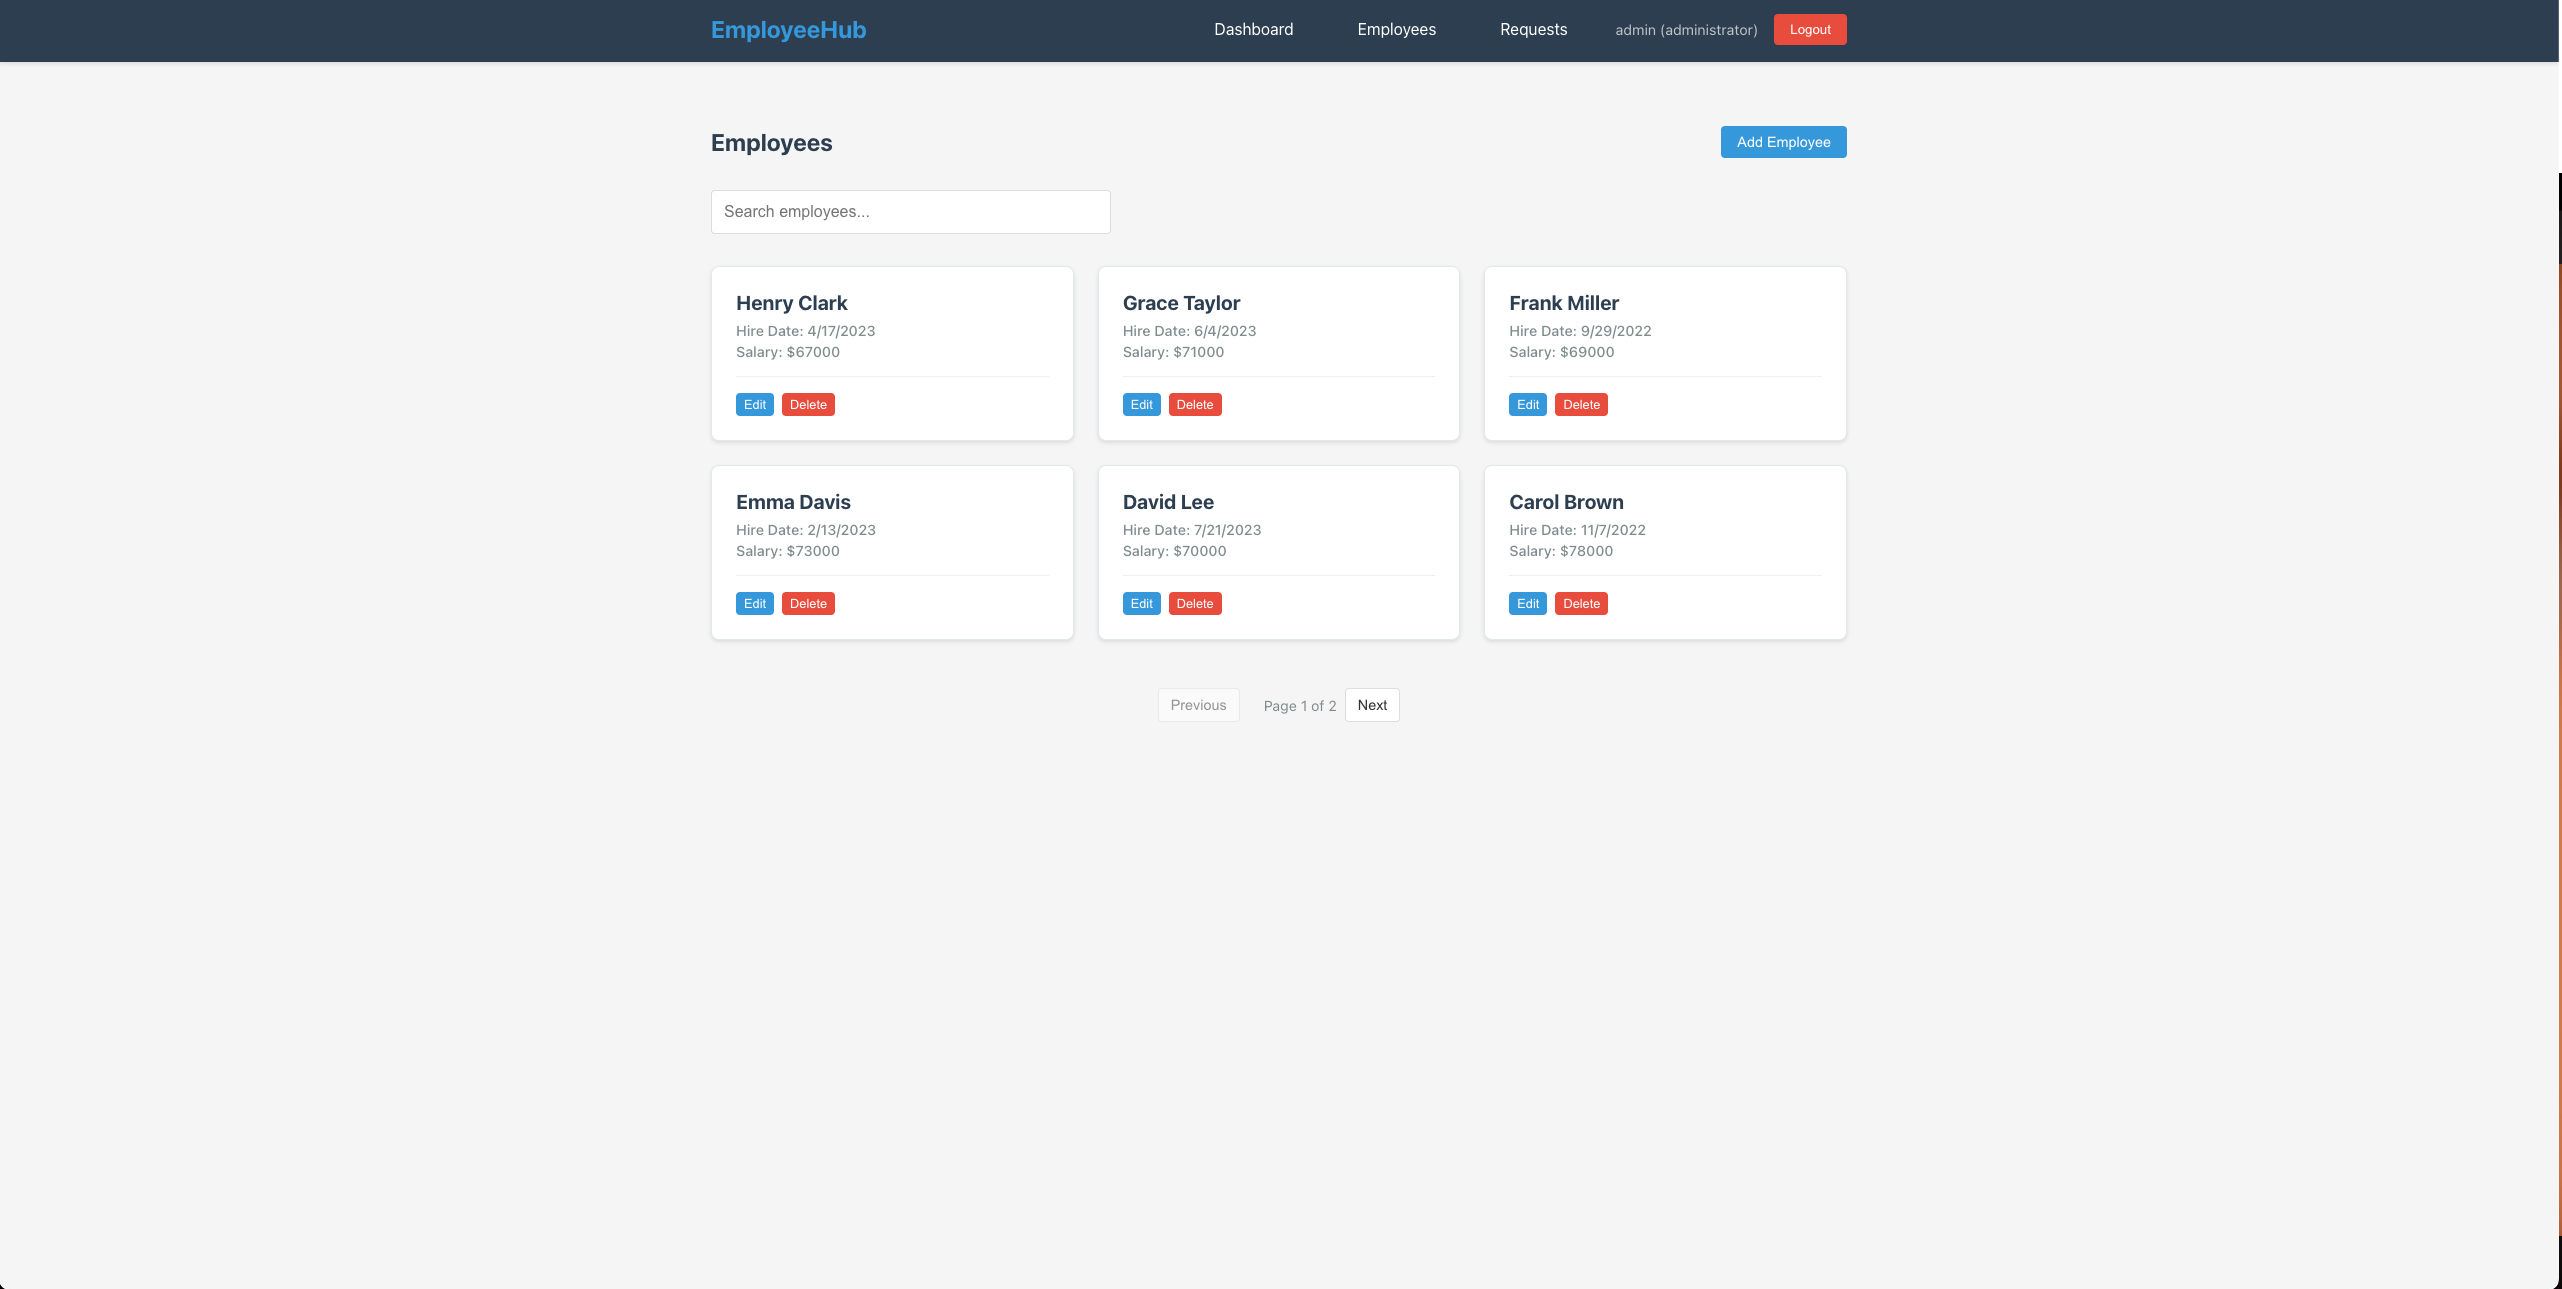 EmployeeHub
Dashboard
Employees
Requests
admin (administrator)
Logout
Employees
Add Employee
Search employees...
Henry Clark
Hire Date: 4/17/2023
Salary: $67000
Edit
Delete
Grace Taylor
Hire Date: 6/4/2023
Salary: $71000
Edit
Delete
Frank Miller
Hire Date: 9/29/2022
Salary: $69000
Edit
Delete
Emma Davis
Hire Date: 2/13/2023
Salary: $73000
Edit
Delete
David Lee
Hire Date: 7/21/2023
Salary: $70000
Edit
Delete
Carol Brown
Hire Date: 11/7/2022
Salary: $78000
Edit
Delete
Previous
Page 1 of 2
Next